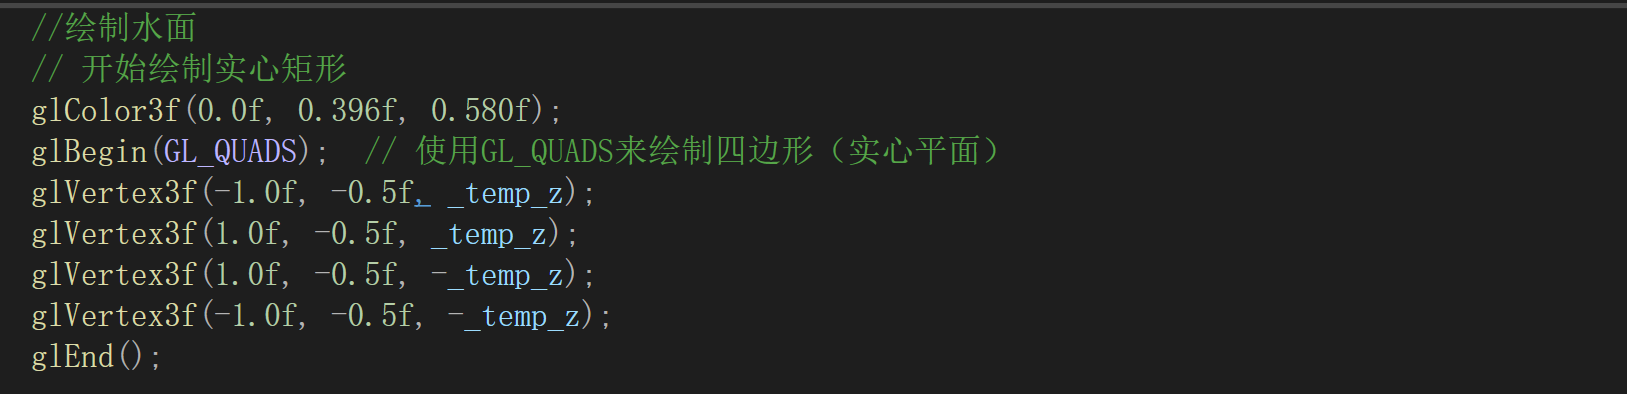 //绘制水面
// 开始绘制实心矩形
glColor3f(0.0f, 0.396f, 0.580f);
glBegin(GL_QUADS);  // 使用GL_QUADS来绘制四边形（实心平面）
glVertex3f(-1.0f, -0.5f, _temp_z);
glVertex3f(1.0f, -0.5f, _temp_z);
glVertex3f(1.0f, -0.5f, -_temp_z);
glVertex3f(-1.0f, -0.5f, -_temp_z);
glEnd();